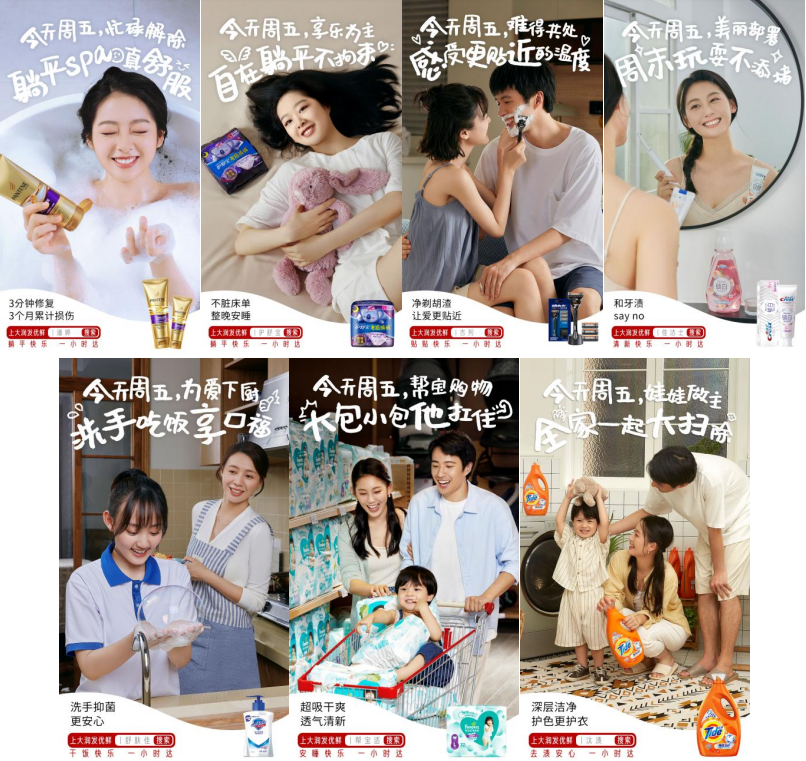 今天周五，忙碌解除
躺平spa真舒服
PANTENE
3分钟修复
3个月累计损伤
上大润发优鲜 潘婷 搜索
躺平快乐 一小时达
今天周五，享乐为主
自在躺平不拘束
不脏床单
整晚安睡
上大润发优鲜 护舒宝 搜索
躺平快乐 一小时达
今天周五，难得共处
感受更贴近的温度
净剃胡渣
让爱更贴近
上大润发优鲜 吉列 搜索
贴贴快乐 一小时达
今天周五，美丽部署
周末玩耍不添堵
和牙渍
say no
上大润发优鲜 佳洁士 搜索
清新快乐 一小时达
今天周五，为爱下厨
洗手吃饭享口福
洗手抑菌
更安心
上大润发优鲜 舒肤佳 搜索
干饭快乐 一小时达
今天周五，帮宝购物
大包小包他扛住
Pampers
超吸干爽
透气清新
上大润发优鲜 帮宝适 搜索
安睡快乐 一小时达
今天周五，娃娃做主
全家一起大扫除
Tide
Tide
深层洁净
护色更护衣
上大润发优鲜 汰渍 搜索
去渍安心 一小时达
Tide